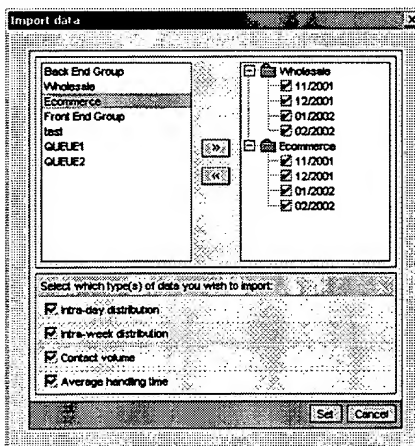 Import data
Back End Group
Wholesale
Ecommerce
Front End Group
test
QUEUE1
QUEUE2
>>
<<
Wholesale
11/2001
12/2001
01/2002
02/2002
Ecommerce
11/2001
12/2001
01/2002
02/2002
Select which type(s) of data you wish to import:
Intra-day distribution
Intra-week distribution
Contact volume
Average handling time
Set Cancel